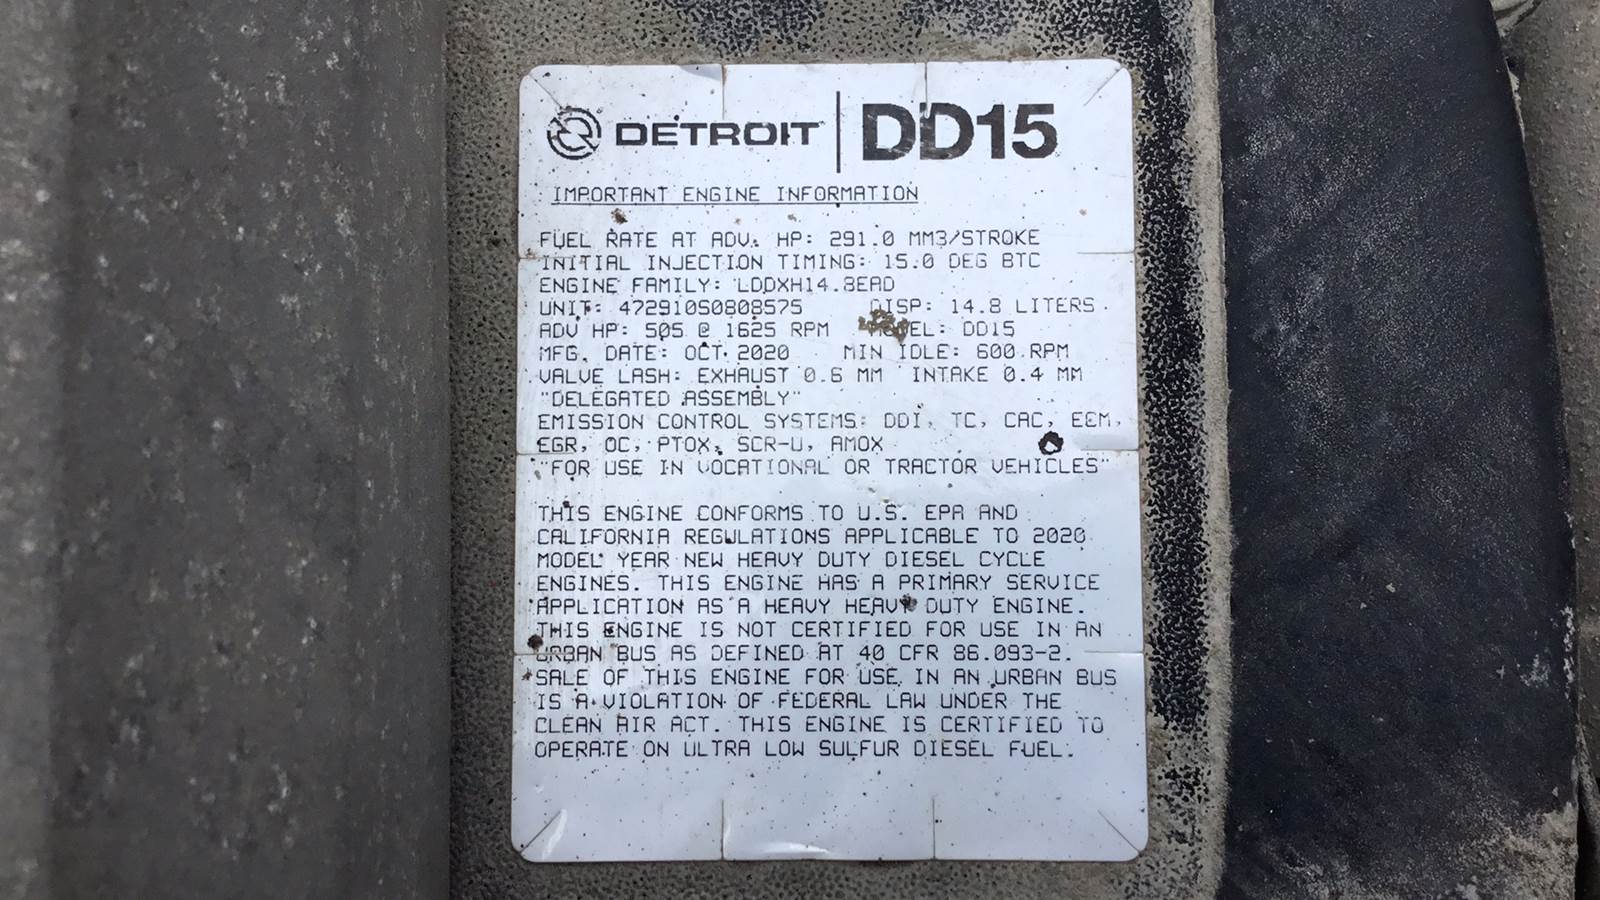 DETROIT | DD15
IMPORTANT ENGINE INFORMATION
FUEL RATE AT ADV. HP: 291.0 MM3/STROKE
INITIAL INJECTION TIMING: 15.0 DEG BTC
ENGINE FAMILY: LDDXH14.8EAD
UNIT: 472910S0808575 DISP: 14.8 LITERS
ADV HP: 505 @ 1625 RPM MODEL: DD15
MFG. DATE: OCT 2020 MIN IDLE: 600 RPM
VALVE LASH: EXHAUST 0.6 MM INTAKE 0.4 MM
"DELEGATED ASSEMBLY"
EMISSION CONTROL SYSTEMS: DDI, TC, CAC, ECM,
EGR, OC, PTOX, SCR-U, AMOX
"FOR USE IN VOCATIONAL OR TRACTOR VEHICLES"
THIS ENGINE CONFORMS TO U.S. EPA AND
CALIFORNIA REGULATIONS APPLICABLE TO 2020
MODEL YEAR NEW HEAVY DUTY DIESEL CYCLE
ENGINES. THIS ENGINE HAS A PRIMARY SERVICE
APPLICATION AS A HEAVY HEAVY DUTY ENGINE.
THIS ENGINE IS NOT CERTIFIED FOR USE IN AN
URBAN BUS AS DEFINED AT 40 CFR 86.093-2.
SALE OF THIS ENGINE FOR USE IN AN URBAN BUS
IS A VIOLATION OF FEDERAL LAW UNDER THE
CLEAN AIR ACT. THIS ENGINE IS CERTIFIED TO
OPERATE ON ULTRA LOW SULFUR DIESEL FUEL.